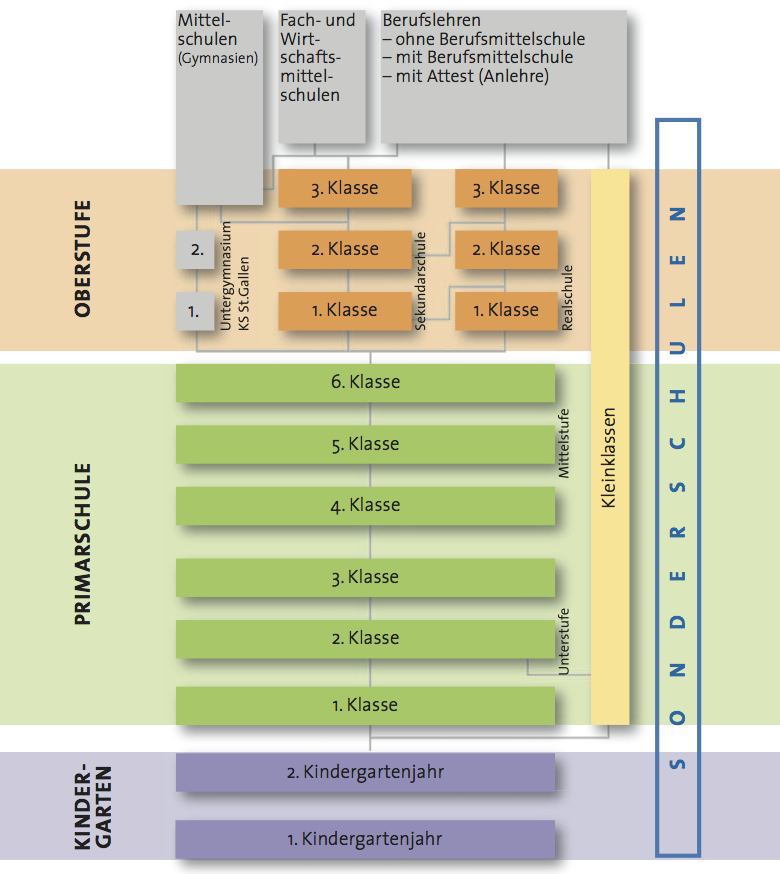 Mittel-
schulen
(Gymnasien)
Fach- und
Wirt-
schafts-
mittel-
schulen
Berufslehren
– ohne Berufsmittelschule
– mit Berufsmittelschule
– mit Attest (Anlehre)
OBERSTUFE
3. Klasse
3. Klasse
2.
2. Klasse
2. Klasse
1.
1. Klasse
1. Klasse
Untergymnasium
KS St.Gallen
Sekundarschule
Realschule
PRIMARSCHULE
6. Klasse
5. Klasse
4. Klasse
Mittelstufe
3. Klasse
2. Klasse
1. Klasse
Unterstufe
Kleinklassen
SONDERSCHULEN
KINDER-
GARTEN
2. Kindergartenjahr
1. Kindergartenjahr